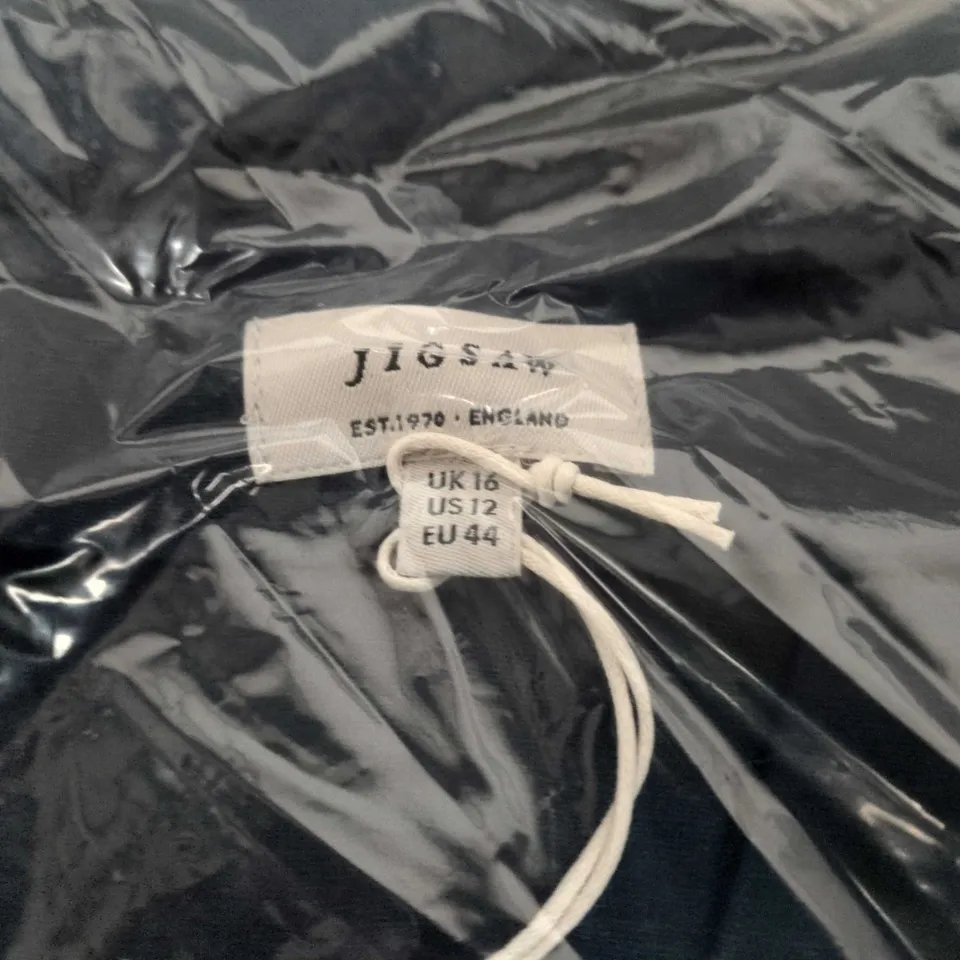 JIGSAW
EST.1970 · ENGLAND
UK 16
US 12
EU 44